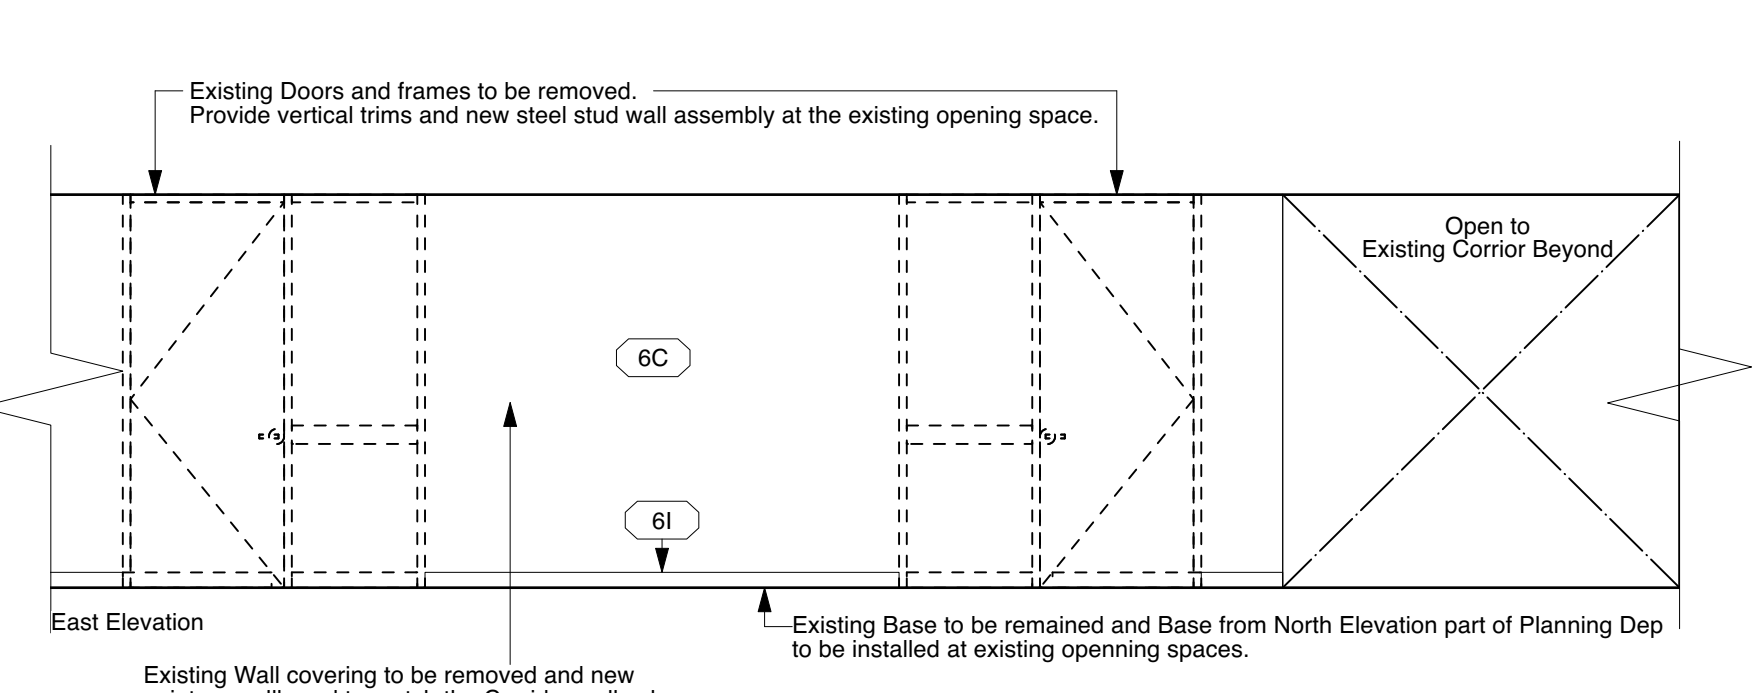 Existing Doors and frames to be removed.
Provide vertical trims and new steel stud wall assembly at the existing opening space.
Open to
Existing Corrior Beyond
6C
6I
East Elevation
Existing Base to be remained and Base from North Elevation part of Planning Dep
to be installed at existing openning spaces.
Existing Wall covering to be removed and new